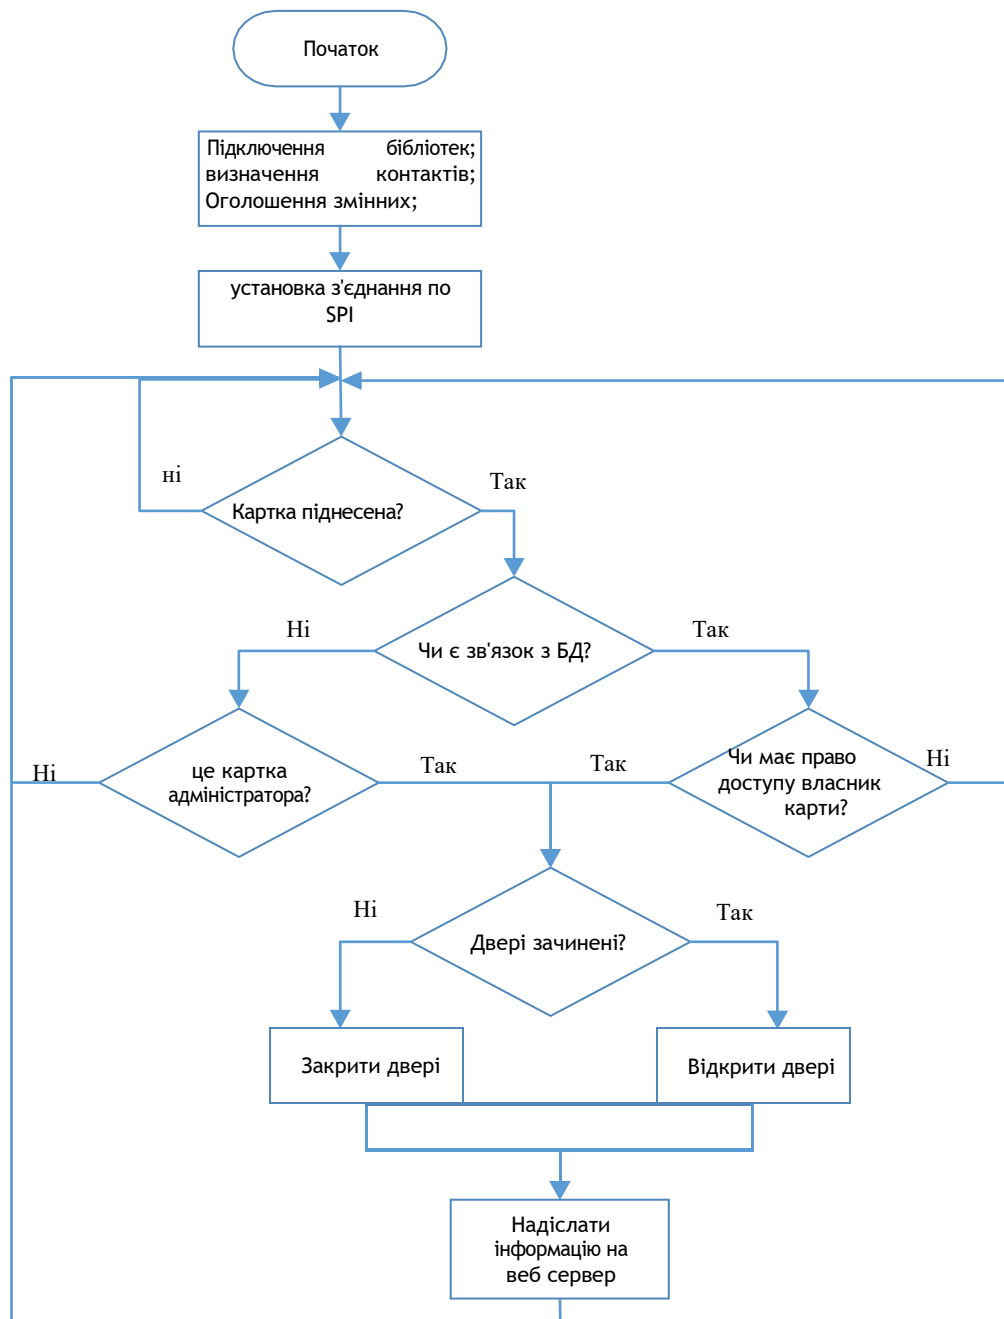 Початок
Підключення бібліотек;
визначення контактів;
Оголошення змінних;
установка з'єднання по
SPI
ні
Так
Картка піднесена?
Ні
Так
Чи є зв'язок з БД?
Ні
це картка
адміністратора?
Так
Так
Чи має право
доступу власник
карти?
Ні
Ні
Так
Двері зачинені?
Закрити двері
Відкрити двері
Надіслати
інформацію на
веб сервер